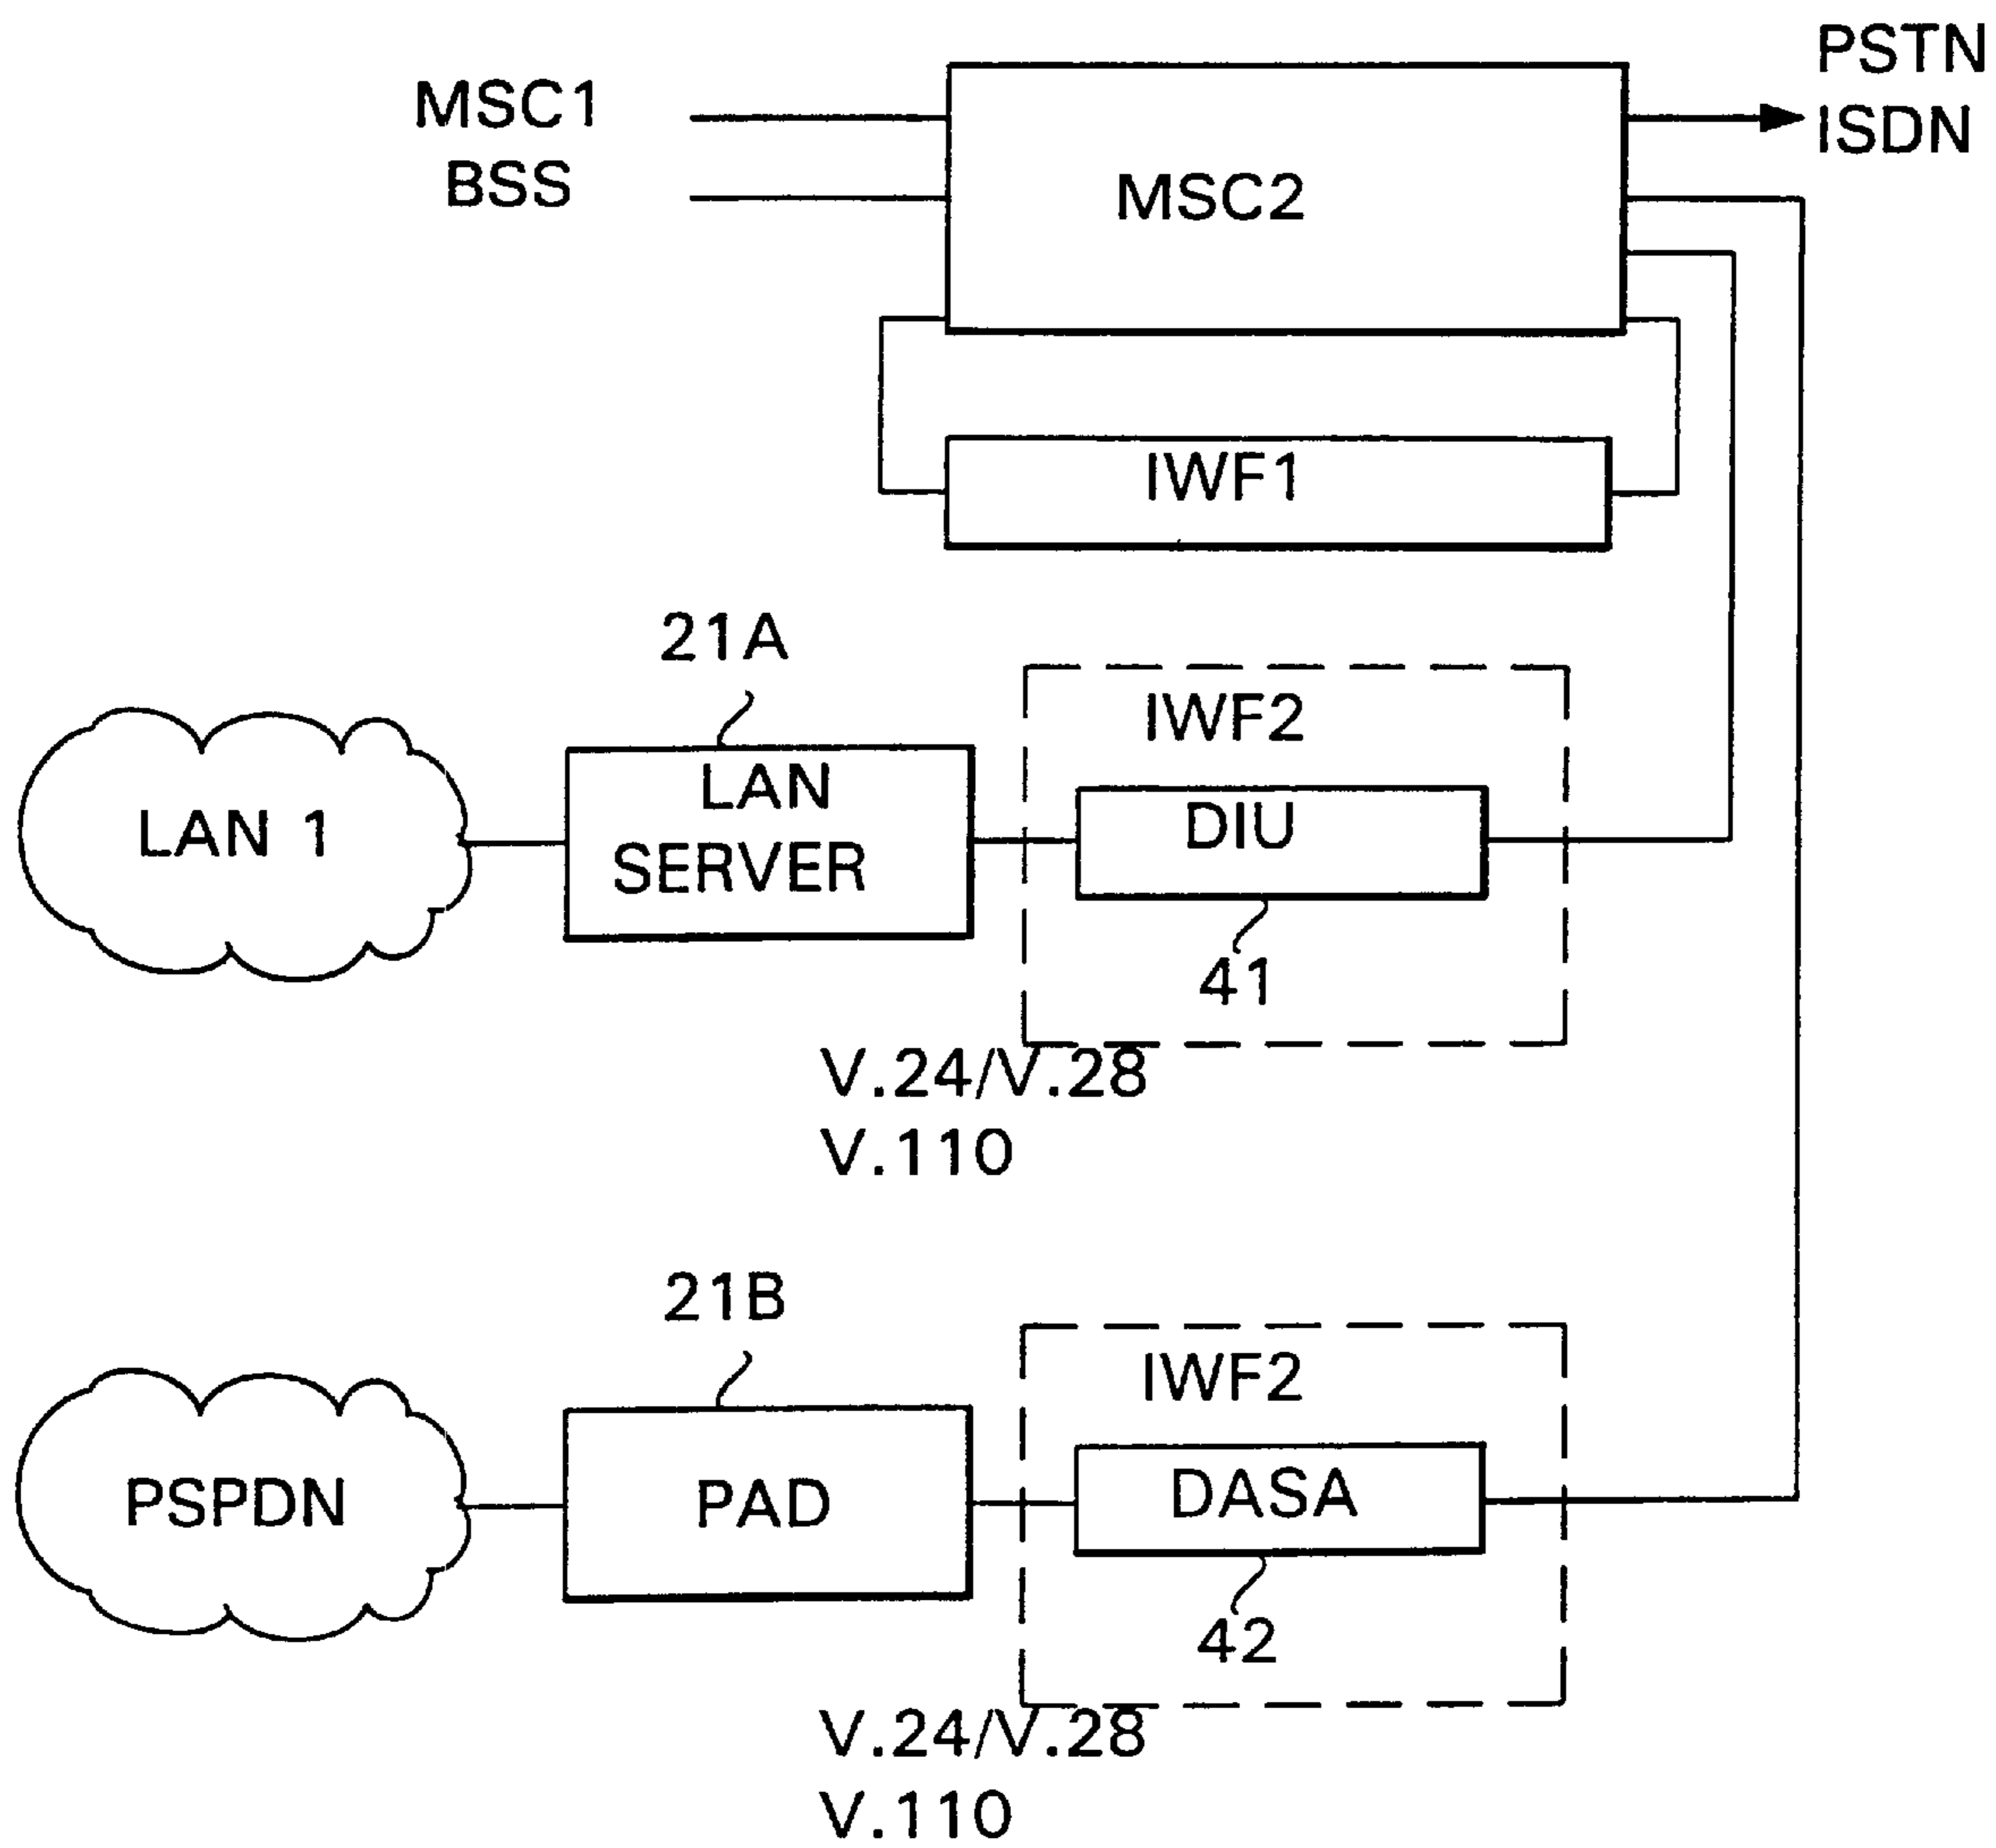 PSTN
MSC1
ISDN
BSS
MSC2
IWF1
21A
IWF2
LAN
SERVER
DIU
LAN 1
41
V.24/V.28
V.110
21B
IWF2
PAD
DASA
PSPDN
42
V.24/V.28
V.110